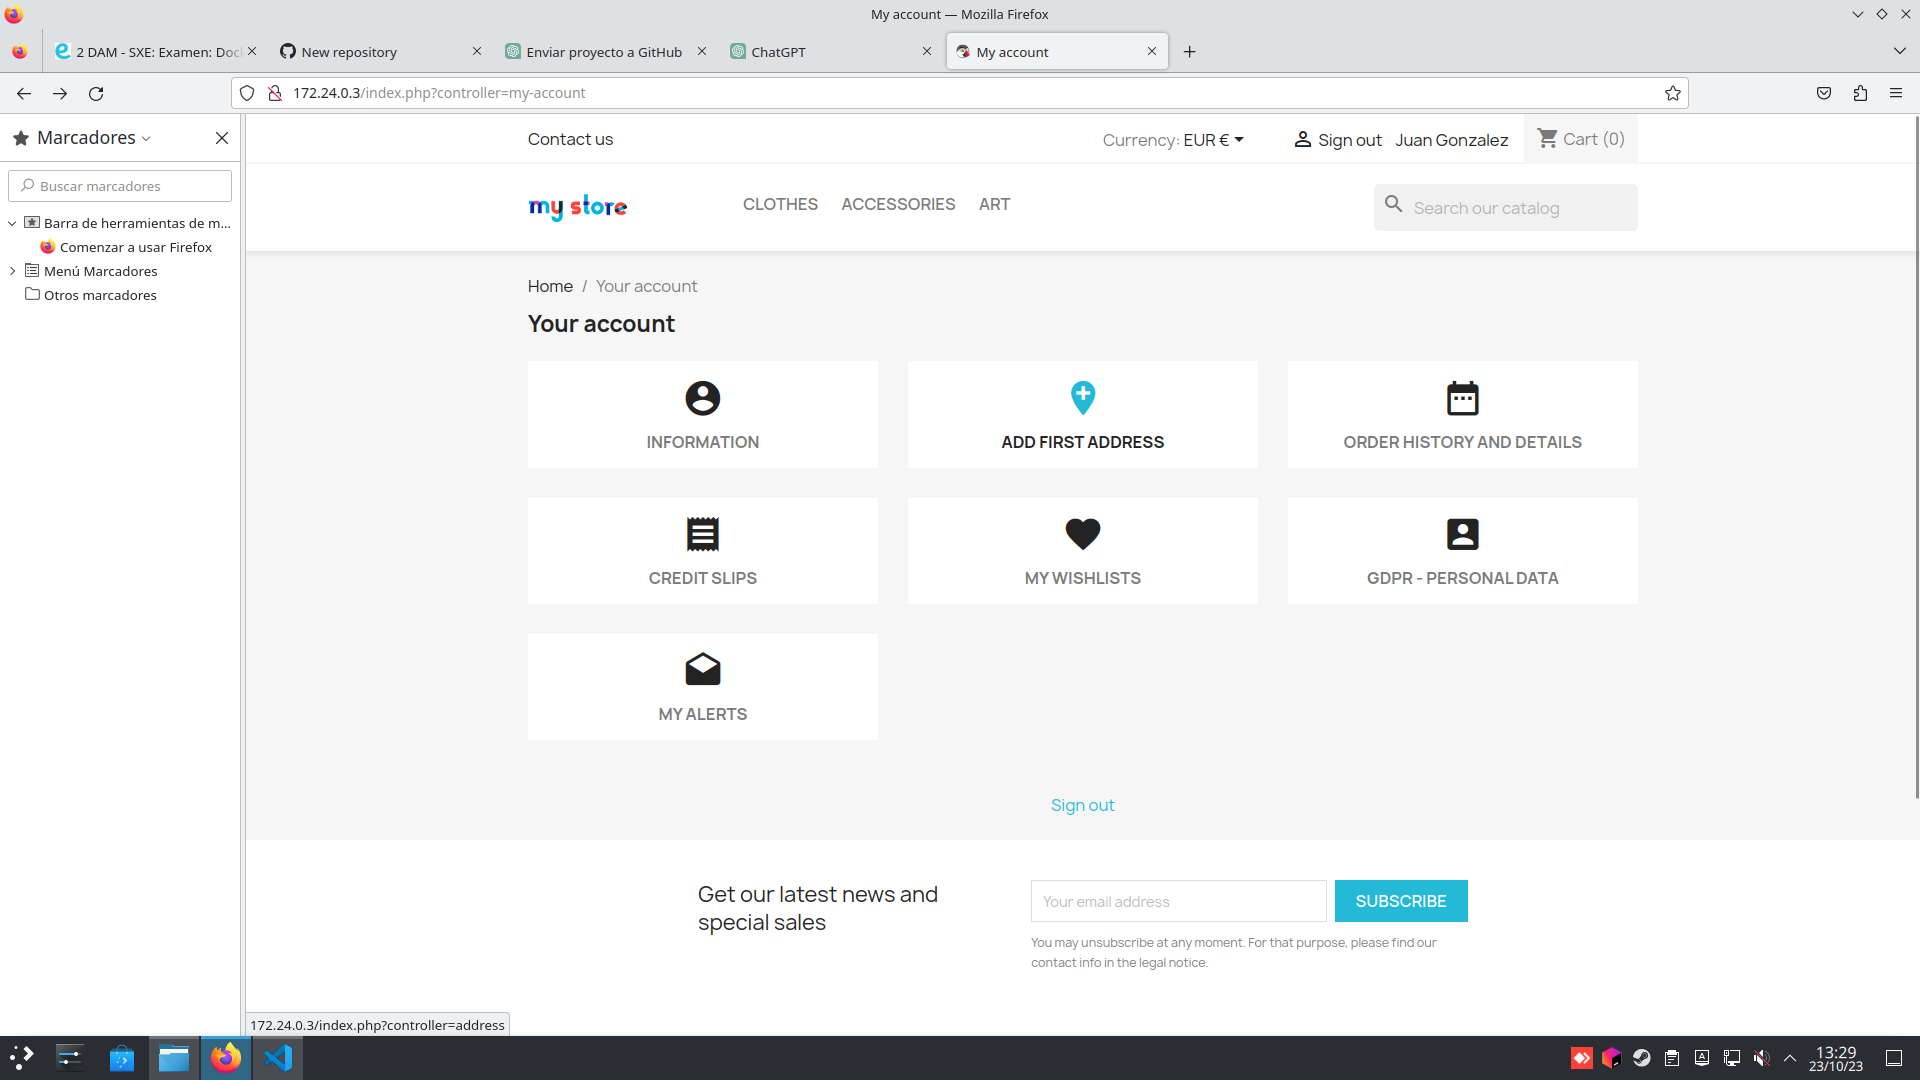 My account — Mozilla Firefox
2 DAM - SXE: Examen: Doc
New repository
Enviar proyecto a GitHub
ChatGPT
My account
172.24.0.3/index.php?controller=my-account
Marcadores
Buscar marcadores
Barra de herramientas de m...
Comenzar a usar Firefox
Menú Marcadores
Otros marcadores
Contact us
Currency: EUR €
Sign out
Juan Gonzalez
Cart (0)
my store
CLOTHES
ACCESSORIES
ART
Search our catalog
Home / Your account
Your account
INFORMATION
ADD FIRST ADDRESS
ORDER HISTORY AND DETAILS
CREDIT SLIPS
MY WISHLISTS
GDPR - PERSONAL DATA
MY ALERTS
Sign out
Get our latest news and
special sales
Your email address
SUBSCRIBE
You may unsubscribe at any moment. For that purpose, please find our
contact info in the legal notice.
172.24.0.3/index.php?controller=address
13:29
23/10/23